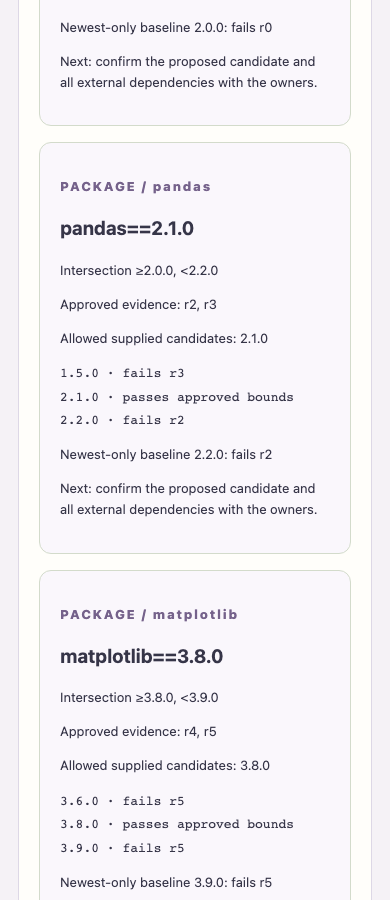 Newest-only baseline 2.0.0: fails r0
Next: confirm the proposed candidate and
all external dependencies with the owners.
PACKAGE / pandas
pandas==2.1.0
Intersection ≥2.0.0, <2.2.0
Approved evidence: r2, r3
Allowed supplied candidates: 2.1.0
1.5.0 · fails r3
2.1.0 · passes approved bounds
2.2.0 · fails r2
Newest-only baseline 2.2.0: fails r2
Next: confirm the proposed candidate and
all external dependencies with the owners.
PACKAGE / matplotlib
matplotlib==3.8.0
Intersection ≥3.8.0, <3.9.0
Approved evidence: r4, r5
Allowed supplied candidates: 3.8.0
3.6.0 · fails r5
3.8.0 · passes approved bounds
3.9.0 · fails r5
Newest-only baseline 3.9.0: fails r5